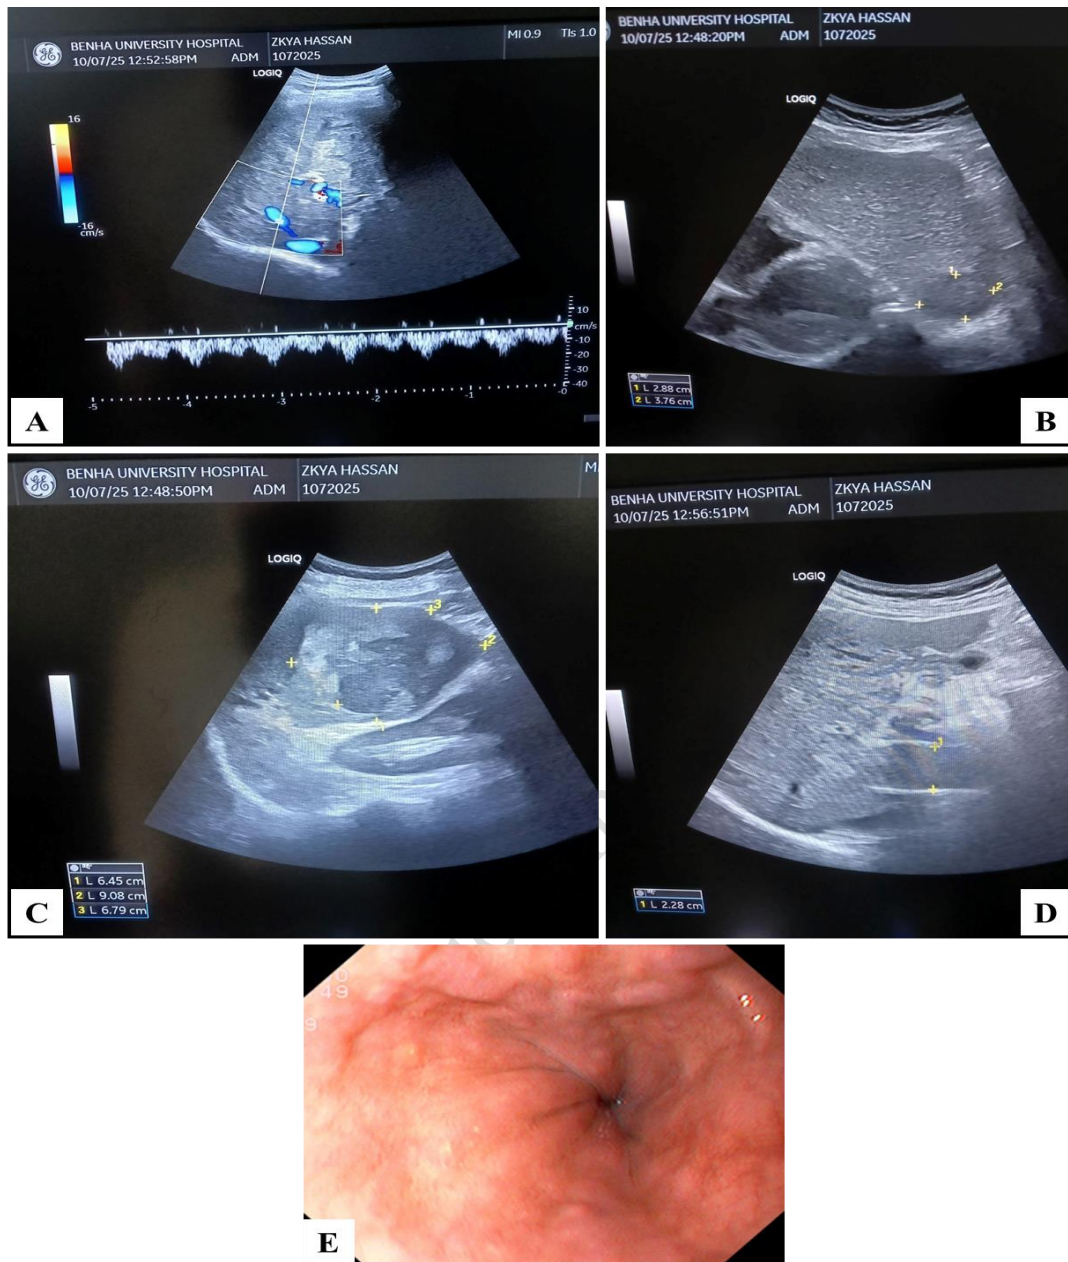 BENHA UNIVERSITY HOSPITAL
10/07/25 12:52:58PM ADM
ZKYA HASSAN
1072025
MI 0.9 TIs 1.0
LOGIQ
16
-16
cm/s
10
cm/s
-10
-20
-30
-40
-5 -4 -3 -2 -1 -0
A
BENHA UNIVERSITY HOSPITAL
10/07/25 12:48:20PM ADM
ZKYA HASSAN
1072025
LOGIQ
1
2
1 L 2.88 cm
2 L 3.76 cm
B
BENHA UNIVERSITY HOSPITAL
10/07/25 12:48:50PM ADM
ZKYA HASSAN
1072025
LOGIQ
3
2
1
1 L 6.45 cm
2 L 9.08 cm
3 L 6.79 cm
C
BENHA UNIVERSITY HOSPITAL
10/07/25 12:56:51PM ADM
ZKYA HASSAN
1072025
LOGIQ
1
1 L 2.28 cm
D
49
9
E